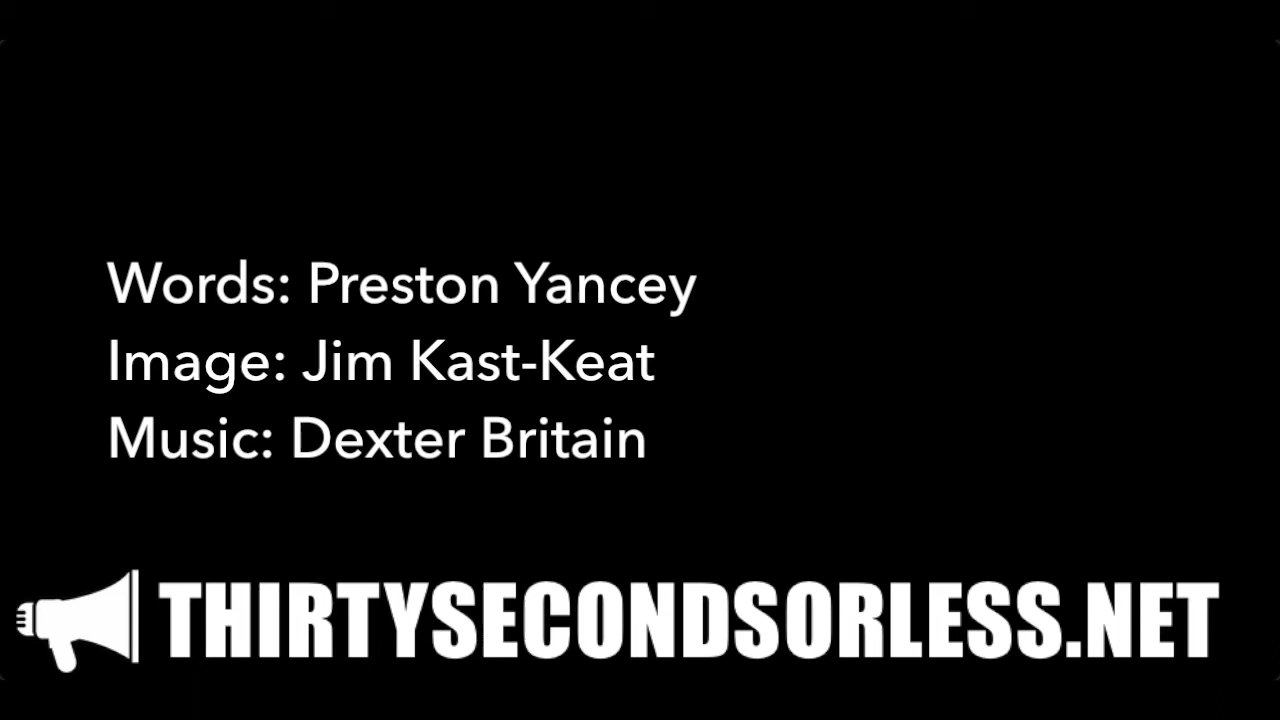 Words: Preston Yancey
Image: Jim Kast-Keat
Music: Dexter Britain
THIRTYSECONDSORLESS.NET